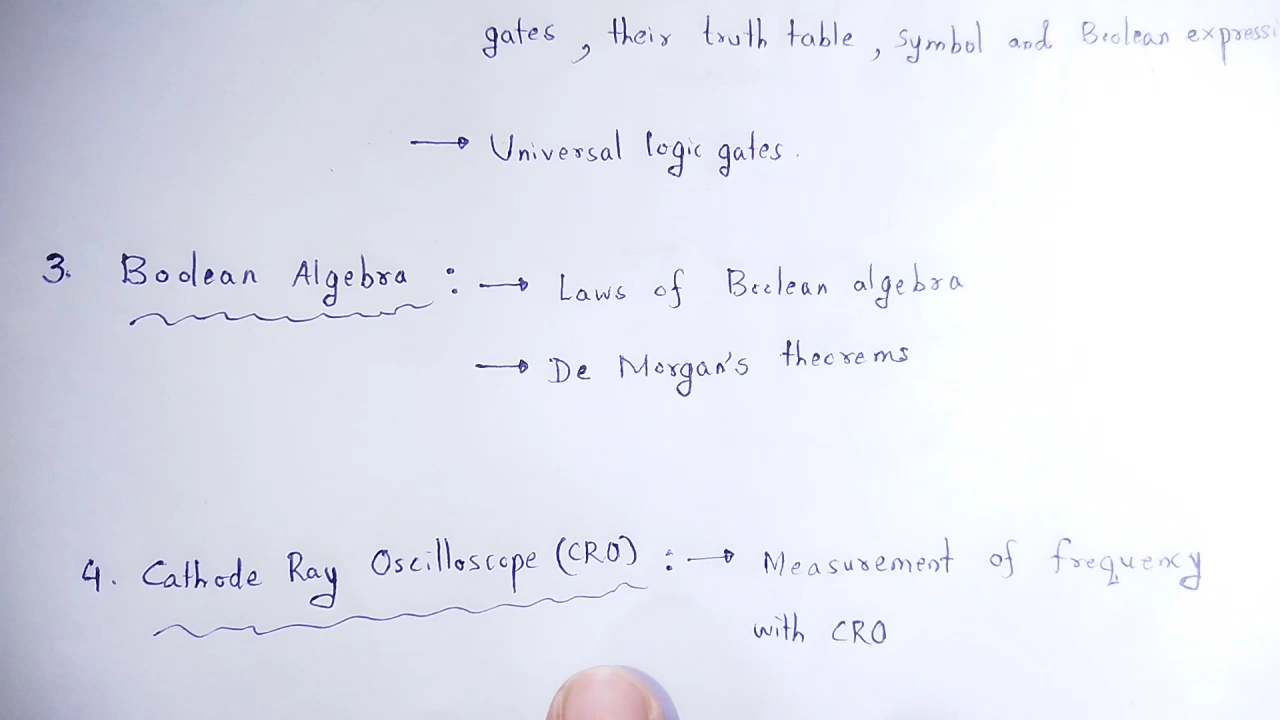 gates, their truth table, symbol and Boolean expressi
→ Universal logic gates.
3. Boolean Algebra : → Laws of Boolean algebra
→ De Morgan's theorems
4. Cathode Ray Oscilloscope (CRO) : → Measurement of frequency
with CRO